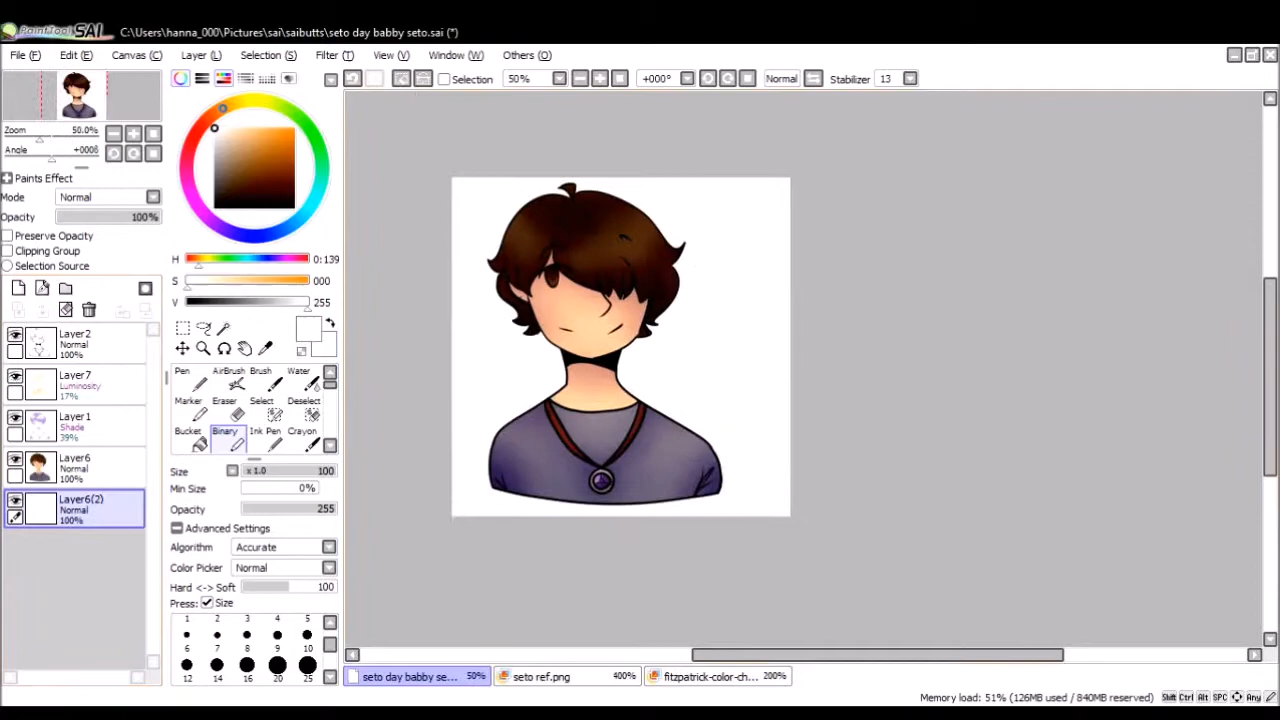 PaintTool SAI C:\Users\hanna_000\Pictures\sai\saibutts\seto day babby seto.sai (*)
File (F) Edit (E) Canvas (C) Layer (L) Selection (S) Filter (T) View (V) Window (W) Others (O)
Selection 50% +000° Normal Stabilizer 13
Zoom 50.0%
Angle +000
Paints Effect
Mode Normal
Opacity 100%
Preserve Opacity
Clipping Group
Selection Source
Layer2
Normal
100%
Layer7
Luminosity
17%
Layer1
Shade
39%
Layer6
Normal
100%
Layer6(2)
Normal
100%
H 0:139
S 000
V 255
Pen AirBrush Brush Water
Marker Eraser Select Deselect
Bucket Binary Ink Pen Crayon
Size x 1.0 100
Min Size 0%
Opacity 255
Advanced Settings
Algorithm Accurate
Color Picker Normal
Hard <-> Soft 100
Press: Size
1 2 3 4 5
6 7 8 9 10
12 14 16 20 25
seto day babby se... 50% seto ref.png 400% fitzpatrick-color-ch... 200%
Memory load: 51% (126MB used / 840MB reserved) Shift Ctrl Alt SPC Any